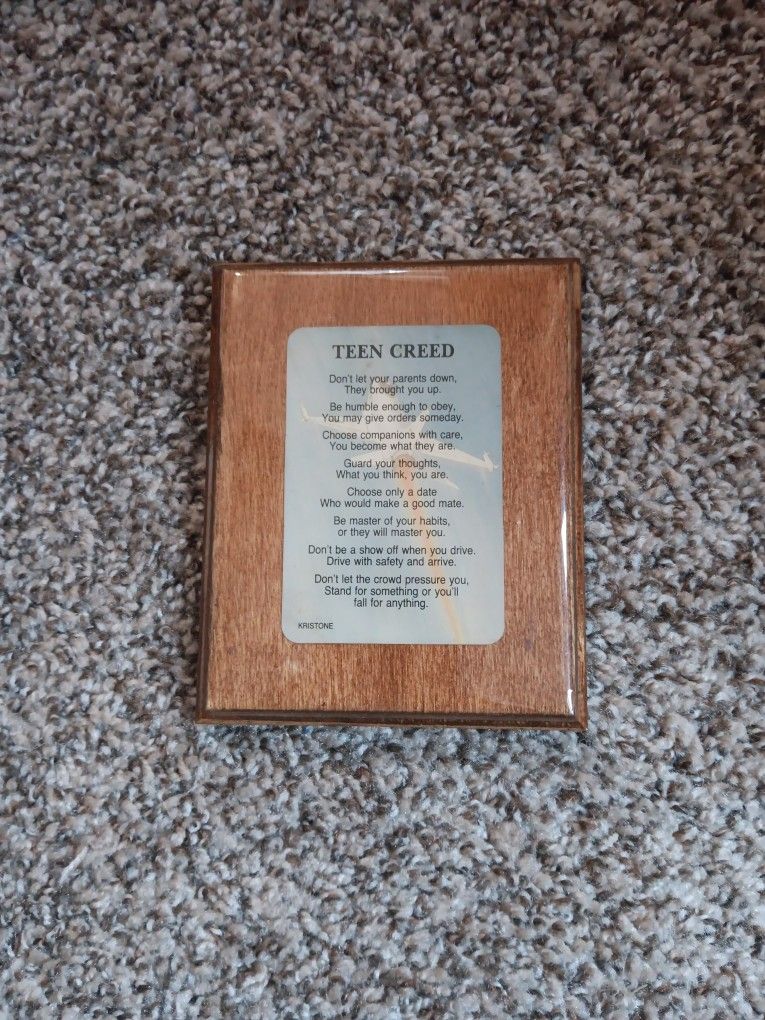 TEEN CREED
Don't let your parents down,
They brought you up.
Be humble enough to obey,
You may give orders someday.
Choose companions with care,
You become what they are.
Guard your thoughts,
What you think, you are.
Choose only a date
Who would make a good mate.
Be master of your habits,
or they will master you.
Don't be a show off when you drive.
Drive with safety and arrive.
Don't let the crowd pressure you,
Stand for something or you'll
fall for anything.
KRISTONE